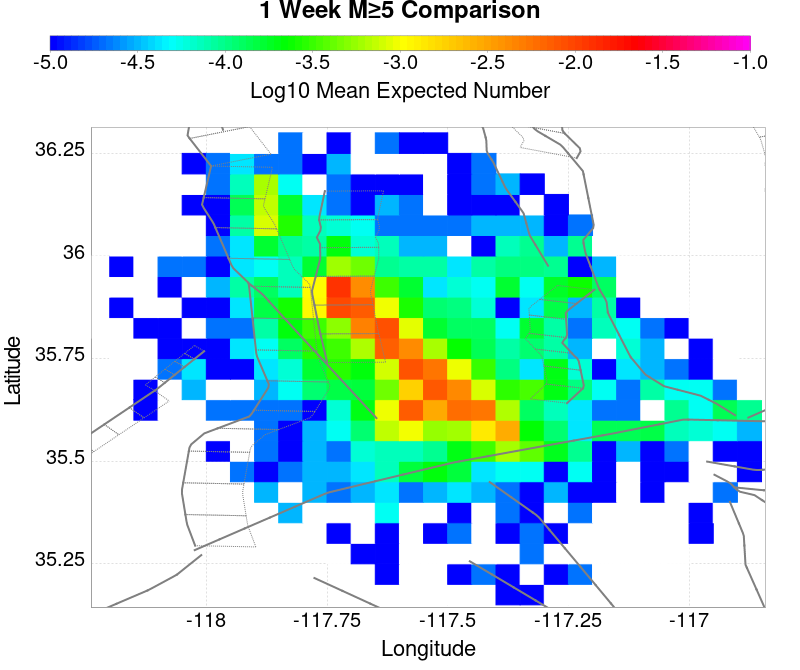 1 Week M≥5 Comparison
-5.0 -4.5 -4.0 -3.5 -3.0 -2.5 -2.0 -1.5 -1.0
Log10 Mean Expected Number
36.25
36
35.75
35.5
35.25
Latitude
-118 -117.75 -117.5 -117.25 -117
Longitude